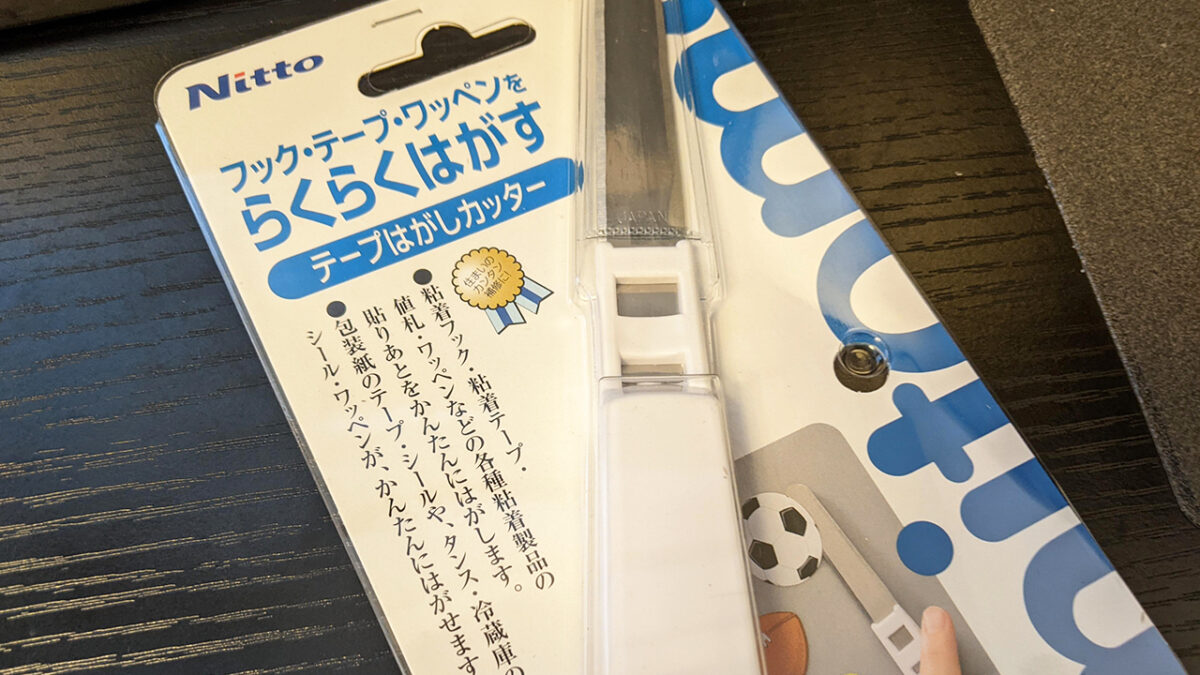 Nitto
フック・テープ・ワッペンを
らくらくはがす
テープはがしカッター
住まいの
カンタン
補修に!
●粘着フック・粘着テープ・
値札・ワッペンなどの各種粘着製品の
貼りあとをかんたんにはがします。
●包装紙のテープ・シールや、タンス・冷蔵庫の
シール・ワッペンが、かんたんにはがせます
JAPAN